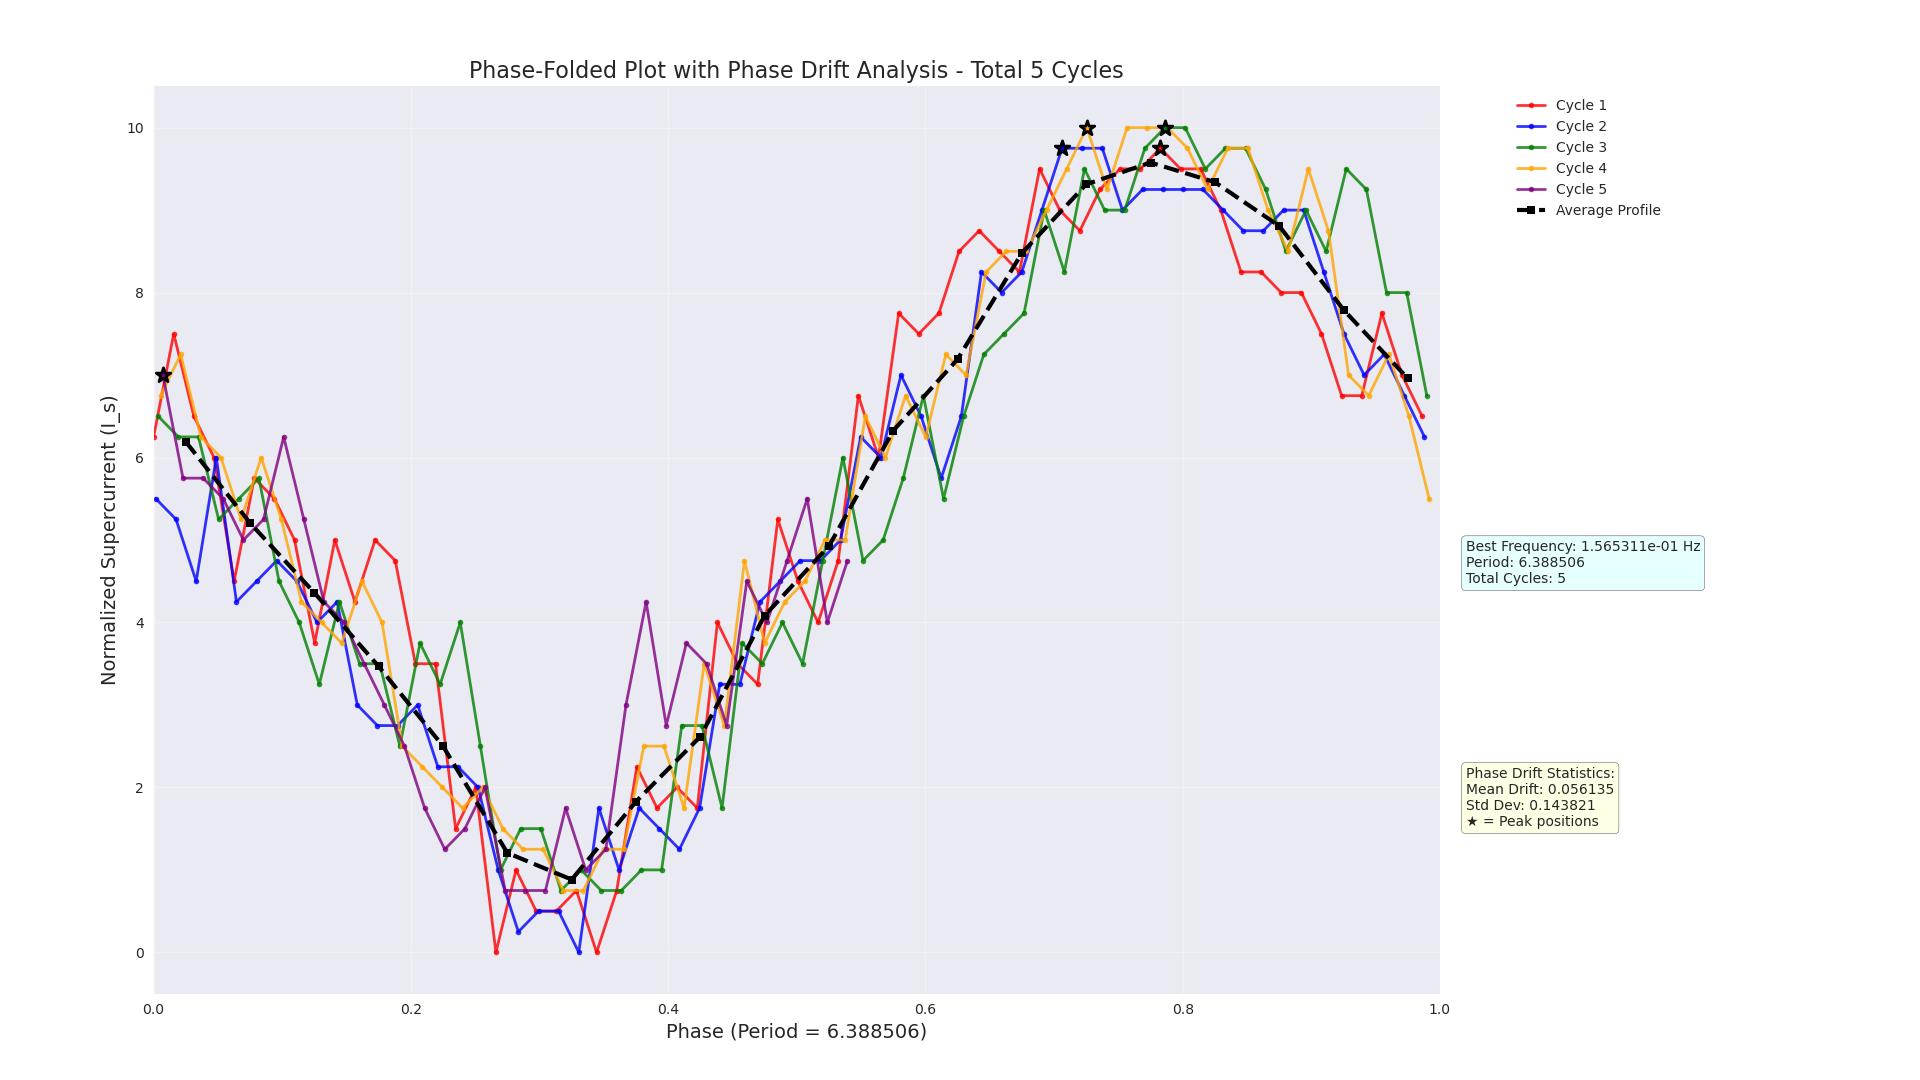 Phase-Folded Plot with Phase Drift Analysis - Total 5 Cycles
Normalized Supercurrent (I_s)
10
8
6
4
2
0
0.0
0.2
0.4
0.6
0.8
1.0
Phase (Period = 6.388506)
Cycle 1
Cycle 2
Cycle 3
Cycle 4
Cycle 5
Average Profile
Best Frequency: 1.565311e-01 Hz
Period: 6.388506
Total Cycles: 5
Phase Drift Statistics:
Mean Drift: 0.056135
Std Dev: 0.143821
★ = Peak positions